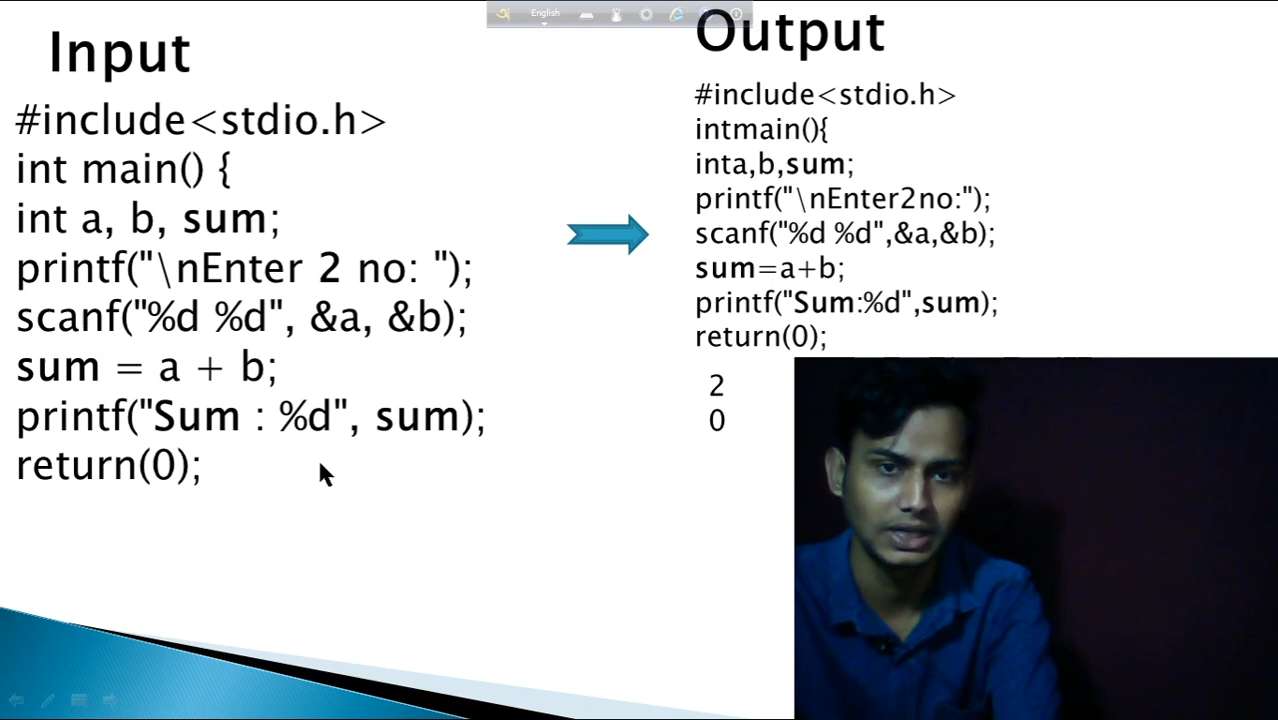 অ English
Input
#include<stdio.h>
int main() {
int a, b, sum;
printf("\nEnter 2 no: ");
scanf("%d %d", &a, &b);
sum = a + b;
printf("Sum : %d", sum);
return(0);
Output
#include<stdio.h>
intmain(){
inta,b,sum;
printf("\nEnter2no:");
scanf("%d %d",&a,&b);
sum=a+b;
printf("Sum:%d",sum);
return(0);
2
0